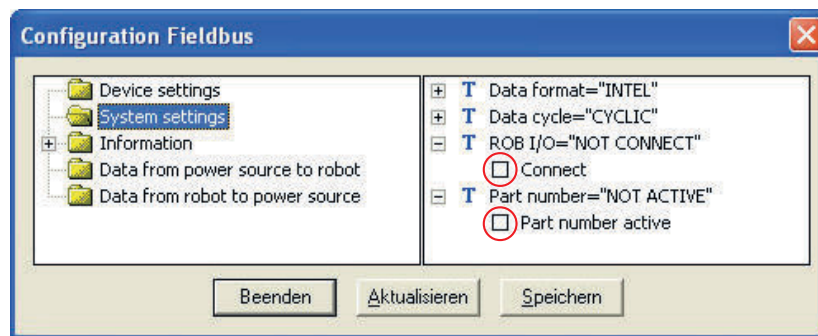 Configuration Fieldbus
Device settings
System settings
Information
Data from power source to robot
Data from robot to power source
T Data format="INTEL"
T Data cycle="CYCLIC"
T ROB I/O="NOT CONNECT"
Connect
T Part number="NOT ACTIVE"
Part number active
Beenden Aktualisieren Speichern